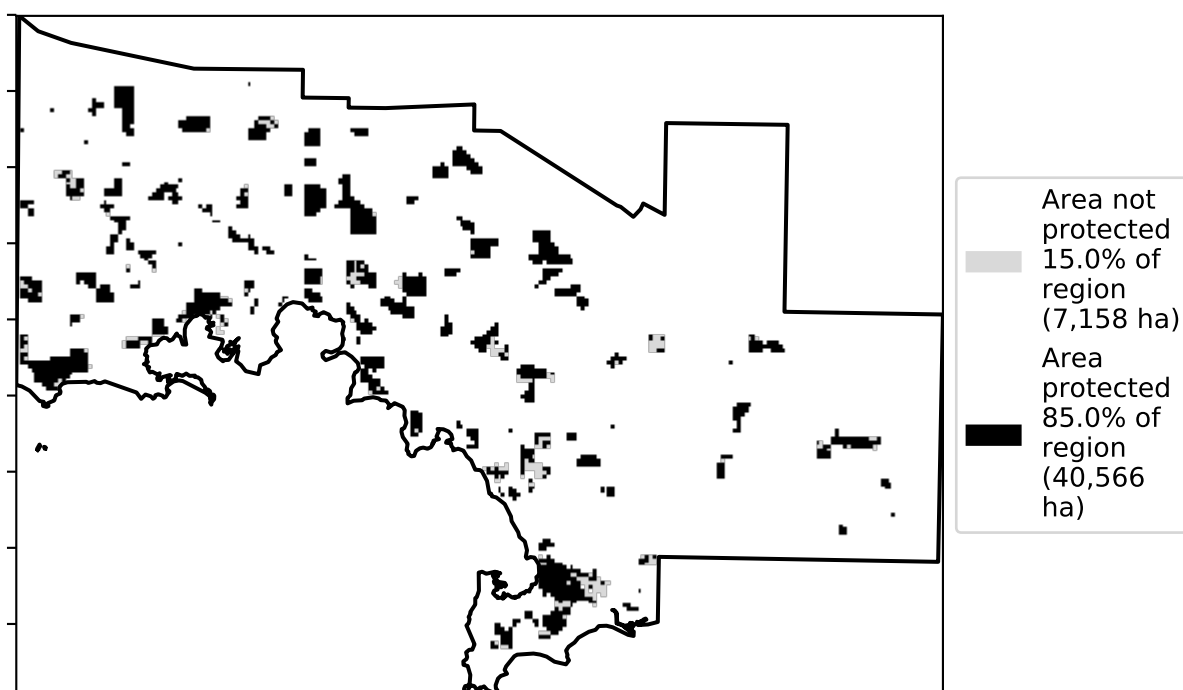 Area not
protected
15.0% of
region
(7,158 ha)
Area
protected
85.0% of
region
(40,566
ha)